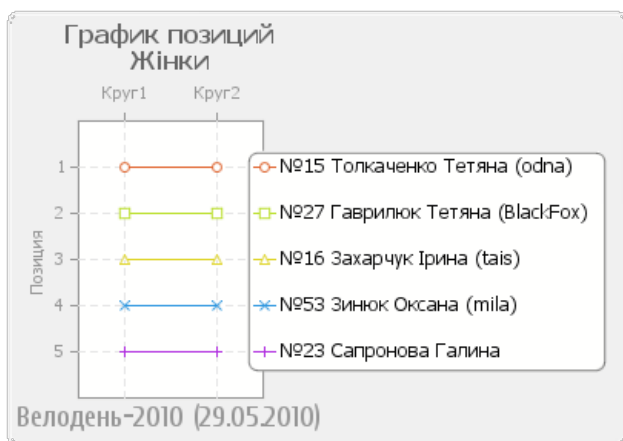 График позиций
Жінки
Круг1 Круг2
Позиция
1 №15 Толкаченко Тетяна (odna)
2 №27 Гаврилюк Тетяна (BlackFox)
3 №16 Захарчук Ірина (tais)
4 №53 Зинюк Оксана (mila)
5 №23 Сапронова Галина
Велодень-2010 (29.05.2010)